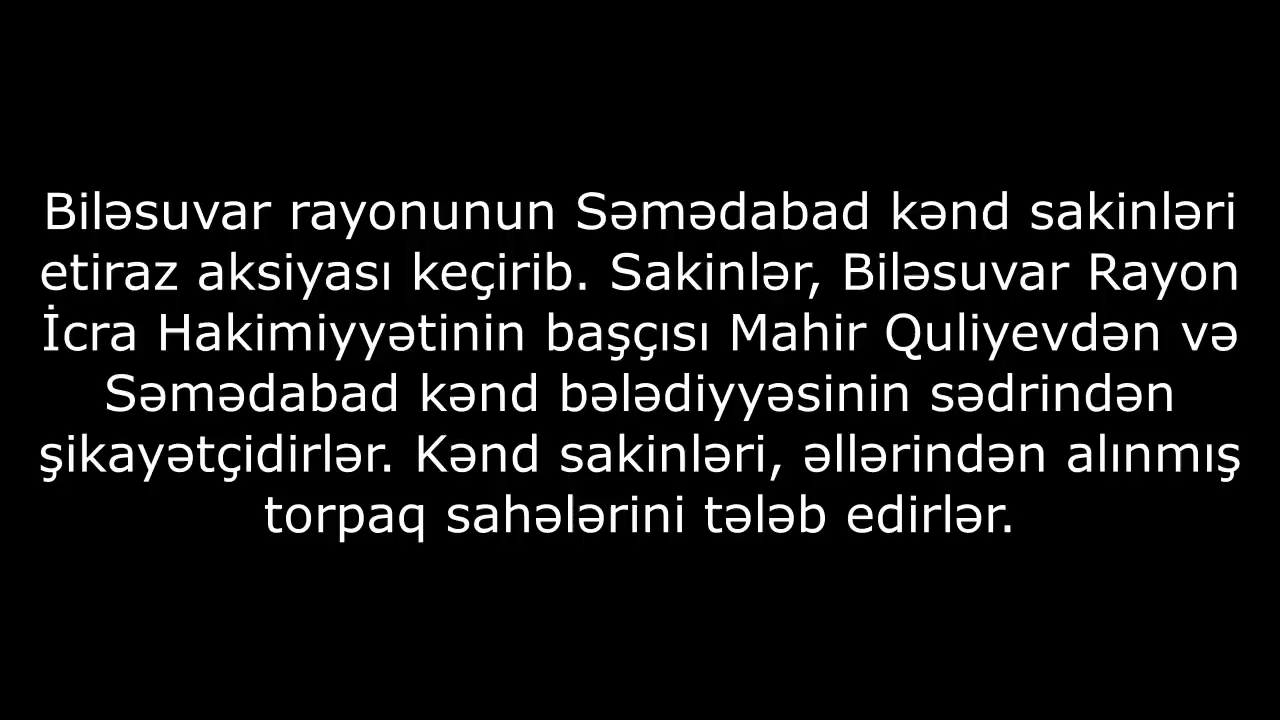 Biləsuvar rayonunun Səmədabad kənd sakinləri
etiraz aksiyası keçirib. Sakinlər, Biləsuvar Rayon
İcra Hakimiyyətinin başçısı Mahir Quliyevdən və
Səmədabad kənd bələdiyyəsinin sədrindən
şikayətçidirlər. Kənd sakinləri, əllərindən alınmış
torpaq sahələrini tələb edirlər.